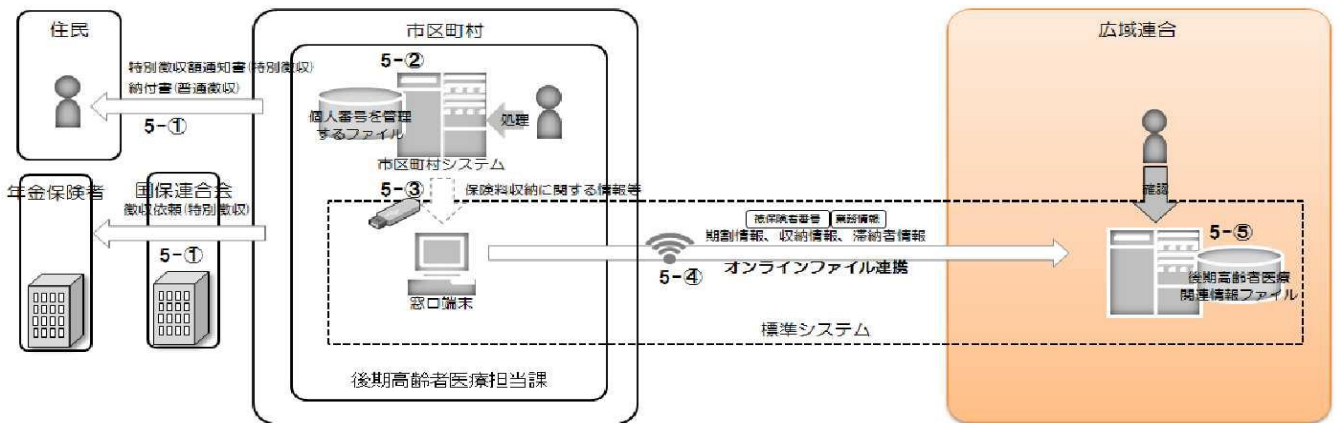 住民
市区町村
広域連合
特別徴収額通知書(特別徴収)
納付書(普通徴収)
5-①
5-②
個人番号を管理
するファイル
処理
市区町村システム
年金保険者
国保連合会
徴収依頼(特別徴収)
5-①
5-③
保険料収納に関する情報等
確認
被保険者番号
業務情報
期割情報、収納情報、滞納者情報
5-④
オンラインファイル連携
5-⑤
後期高齢者医療
関連情報ファイル
窓口端末
標準システム
後期高齢者医療担当課